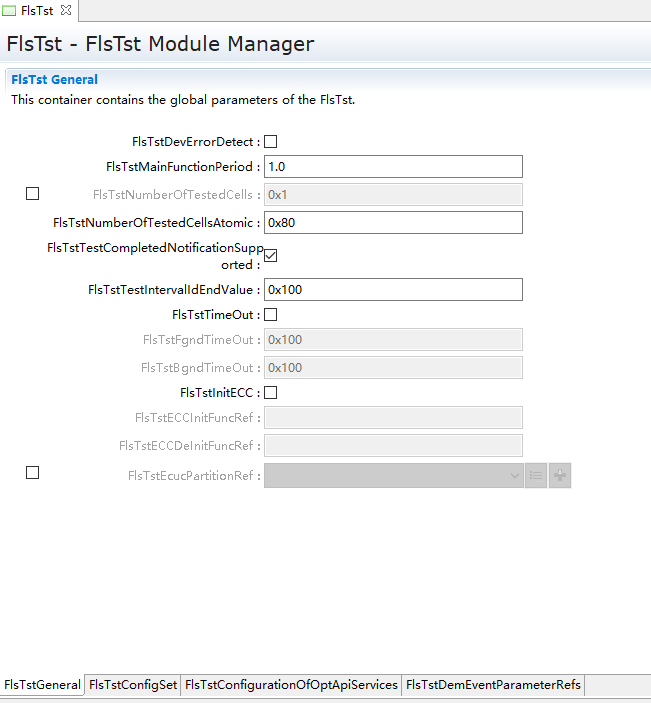 FlsTst
FlsTst - FlsTst Module Manager
FlsTst General
This container contains the global parameters of the FlsTst.
FlsTstDevErrorDetect :
FlsTstMainFunctionPeriod : 1.0
FlsTstNumberOfTestedCells : 0x1
FlsTstNumberOfTestedCellsAtomic : 0x80
FlsTstTestCompletedNotificationSupp
orted :
FlsTstTestIntervalIdEndValue : 0x100
FlsTstTimeOut :
FlsTstFgndTimeOut : 0x100
FlsTstBgndTimeOut : 0x100
FlsTstInitECC :
FlsTstECCInitFuncRef :
FlsTstECCDeInitFuncRef :
FlsTstEcucPartitionRef :
FlsTstGeneral FlsTstConfigSet FlsTstConfigurationOfOptApiServices FlsTstDemEventParameterRefs